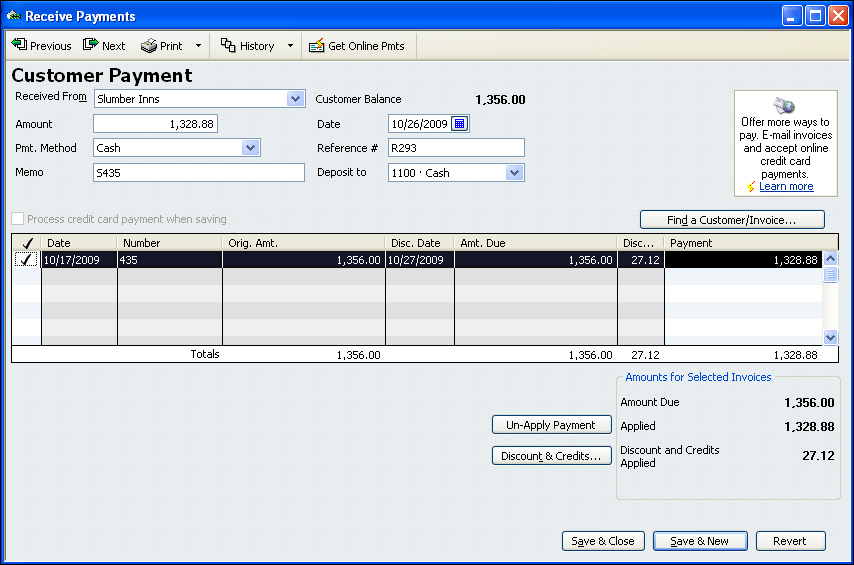 Receive Payments
Previous Next Print History Get Online Pmts
Customer Payment
Received From Slumber Inns Customer Balance 1,356.00
Amount 1,328.88 Date 10/26/2009
Pmt. Method Cash Reference # R293
Memo S435 Deposit to 1100 · Cash
Offer more ways to
pay. E-mail invoices
and accept online
credit card
payments.
Learn more
Process credit card payment when saving
Find a Customer/Invoice...
✓ Date Number Orig. Amt. Disc. Date Amt. Due Disc... Payment
✓ 10/17/2009 435 1,356.00 10/27/2009 1,356.00 27.12 1,328.88
Totals 1,356.00 1,356.00 27.12 1,328.88
Amounts for Selected Invoices
Amount Due 1,356.00
Un-Apply Payment
Applied 1,328.88
Discount & Credits...
Discount and Credits
Applied 27.12
Save & Close Save & New Revert